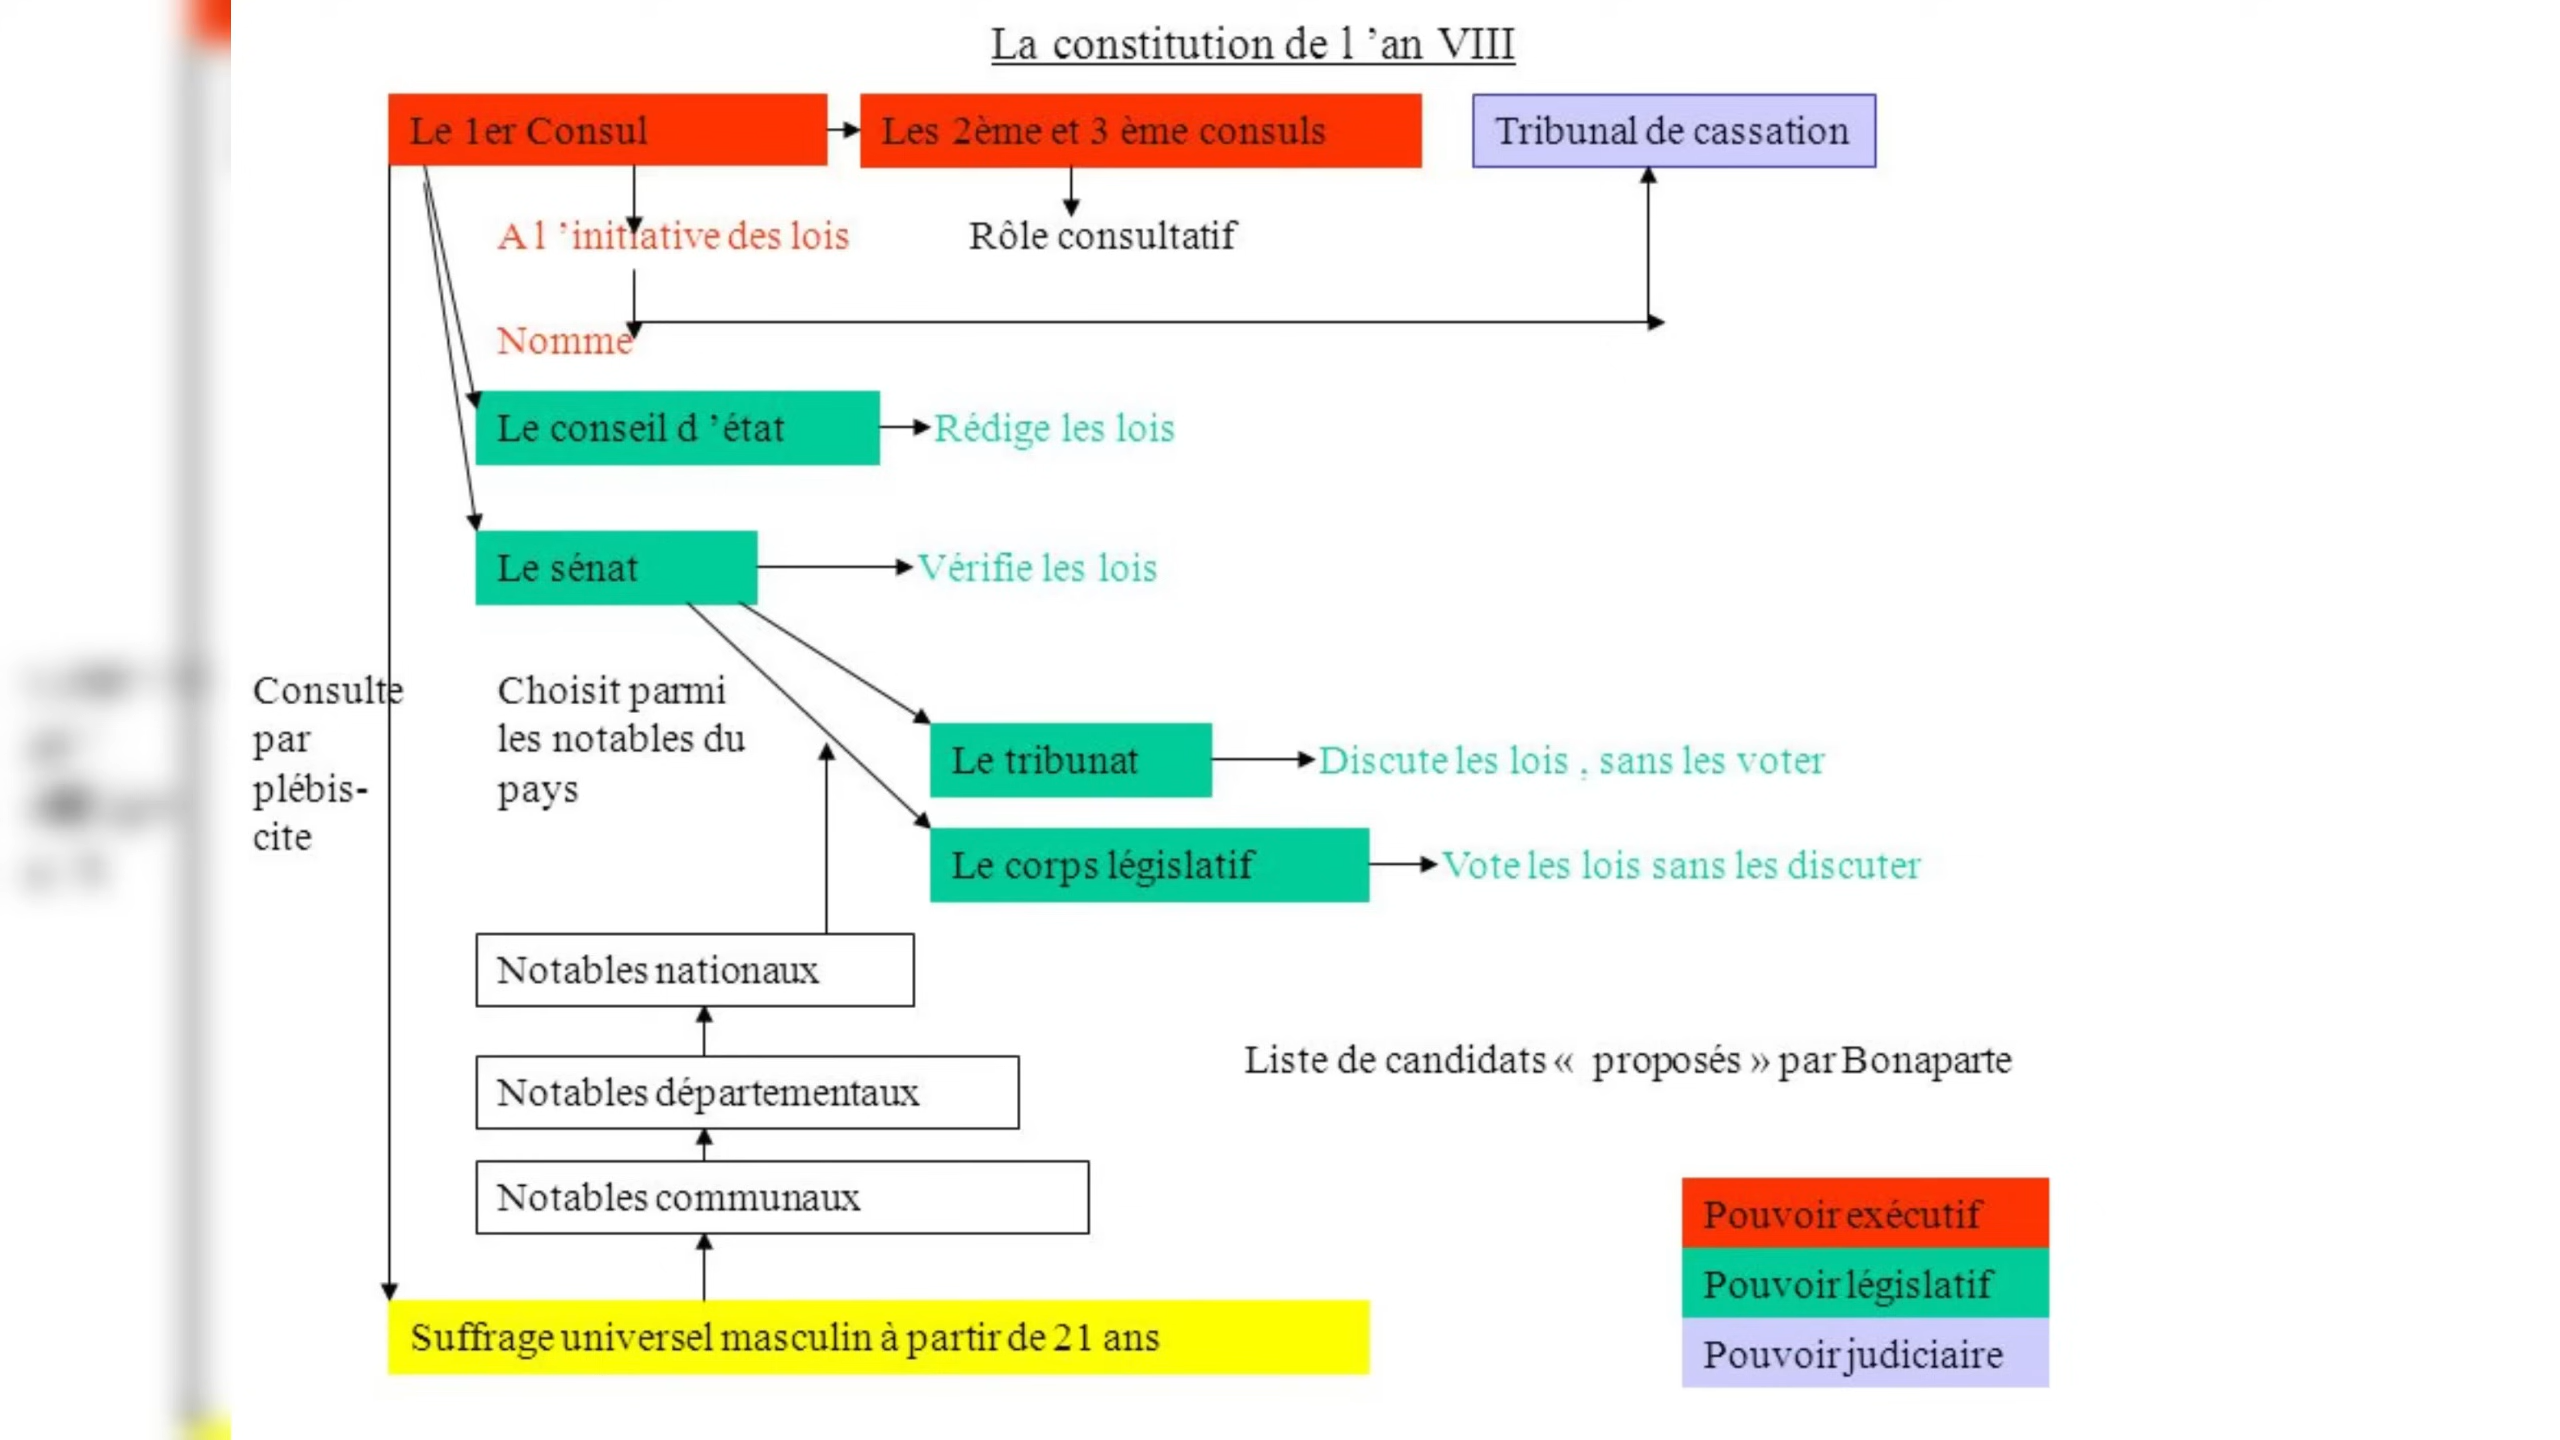 La constitution de l ’an VIII
Le 1er Consul
Les 2ème et 3 ème consuls
Tribunal de cassation
A l ’initiative des lois
Rôle consultatif
Nomme
Le conseil d ’état
Rédige les lois
Le sénat
Vérifie les lois
Consulte
par
plébis-
cite
Choisit parmi
les notables du
pays
Le tribunat
Discute les lois , sans les voter
Le corps législatif
Vote les lois sans les discuter
Notables nationaux
Liste de candidats «  proposés » par Bonaparte
Notables départementaux
Notables communaux
Pouvoir exécutif
Pouvoir législatif
Pouvoir judiciaire
Suffrage universel masculin à partir de 21 ans